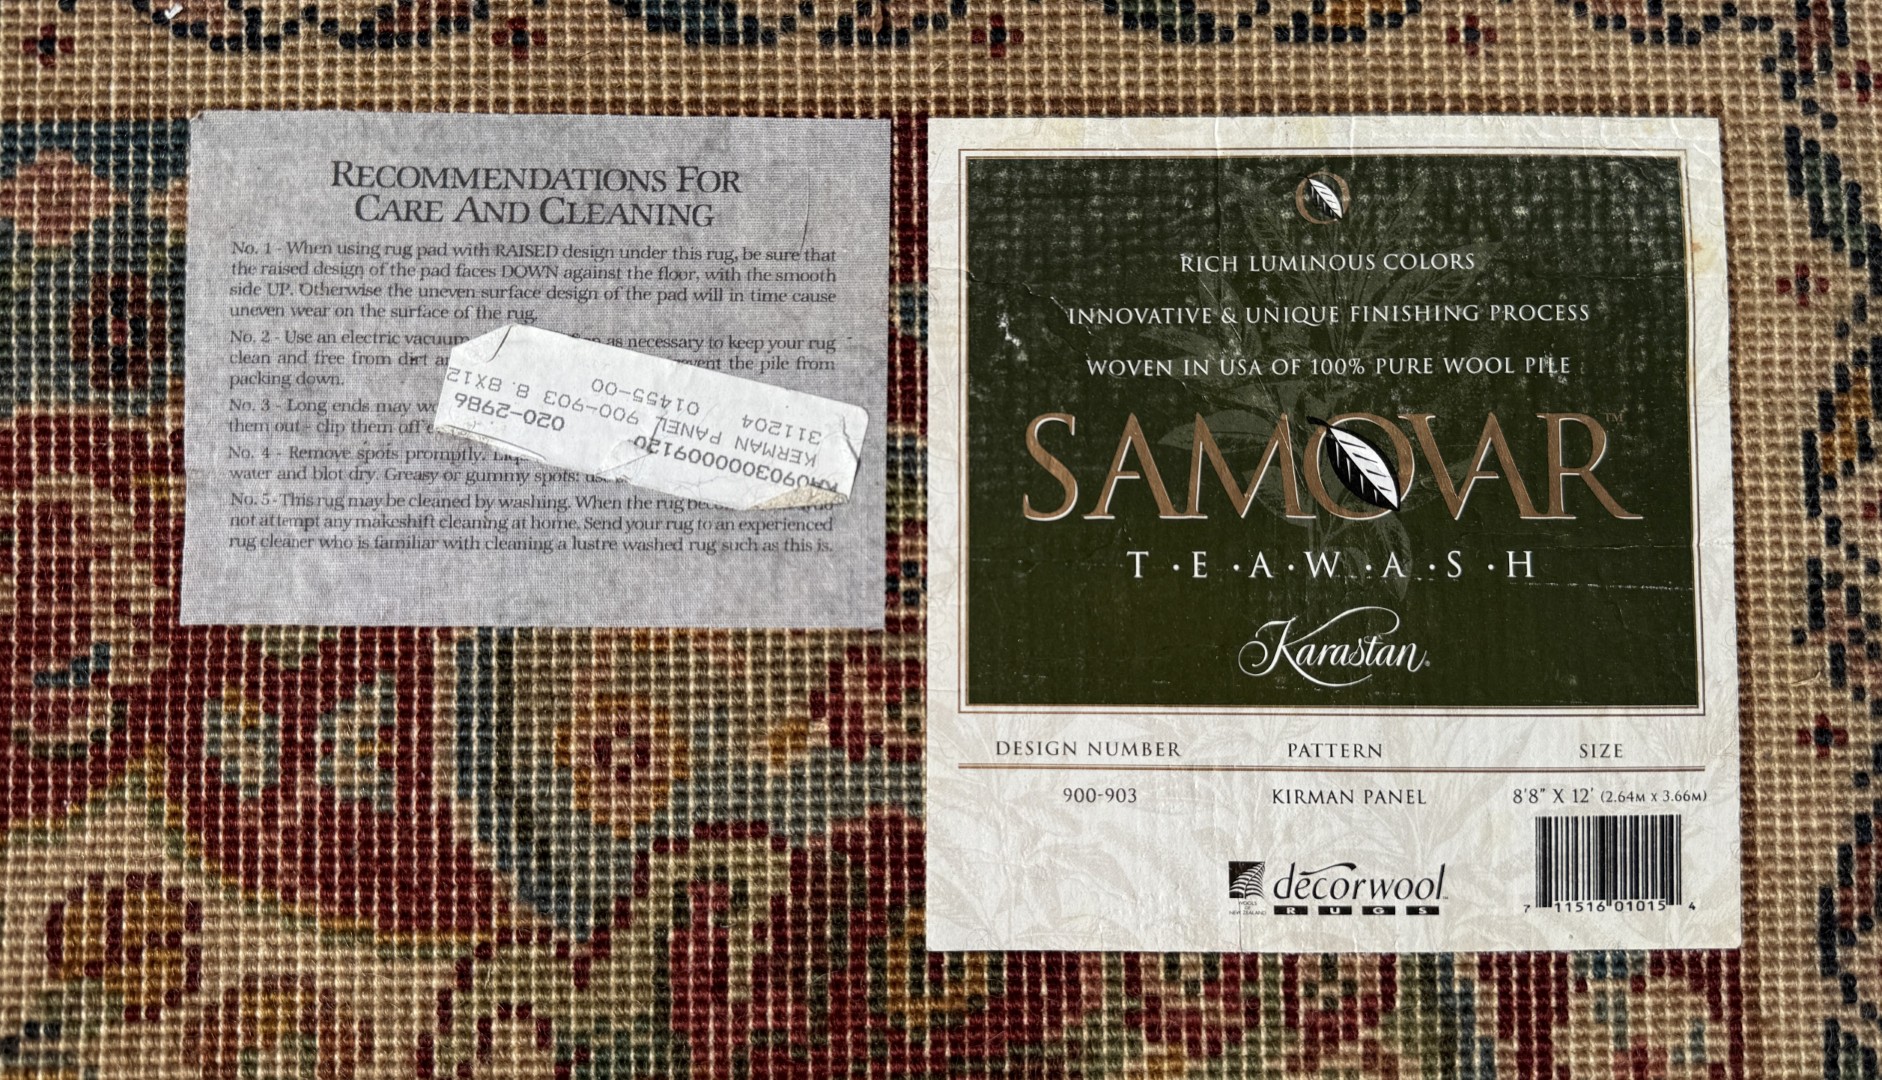 RECOMMENDATIONS FOR
CARE AND CLEANING
No. 1 - When using rug pad with RAISED design under this rug, be sure that
the raised design of the pad faces DOWN against the floor, with the smooth
side UP. Otherwise the uneven surface design of the pad will in time cause
uneven wear on the surface of the rug.
No. 2 - Use an electric vacuum as necessary to keep your rug
clean and free from dirt the pile from
packing down.
No. 3 - Long ends may
them out - clip them off
No. 4 - Remove spots promptly.
water and blot dry. Greasy or gummy spots:
No. 5 - This rug may be cleaned by washing. When the rug
not attempt any makeshift cleaning at home. Send your rug to an experienced
rug cleaner who is familiar with cleaning a lustre washed rug such as this is.
020-2986
KERMAN PANEL 900-903 8.8X12
311204 01455-00
RICH LUMINOUS COLORS
INNOVATIVE & UNIQUE FINISHING PROCESS
WOVEN IN USA OF 100% PURE WOOL PILE
SAMOVAR™
T·E·A·W·A·S·H
Karastan®
DESIGN NUMBER PATTERN SIZE
900-903 KIRMAN PANEL 8'8" X 12' (2.64M X 3.66M)
WOOLS
OF
NEW ZEALAND
décorwool™
RUGS
7 11516 01015 4